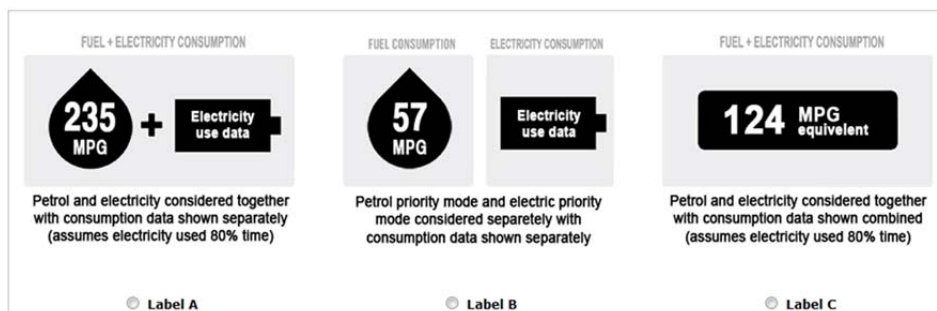 FUEL + ELECTRICITY CONSUMPTION
235
MPG
+
Electricity
use data
Petrol and electricity considered together
with consumption data shown separately
(assumes electricity used 80% time)
Label A
FUEL CONSUMPTION
57
MPG
ELECTRICITY CONSUMPTION
Electricity
use data
Petrol priority mode and electric priority
mode considered separetely with
consumption data shown separately
Label B
FUEL + ELECTRICITY CONSUMPTION
124 MPG
equivelent
Petrol and electricity considered together
with consumption data shown combined
(assumes electricity used 80% time)
Label C